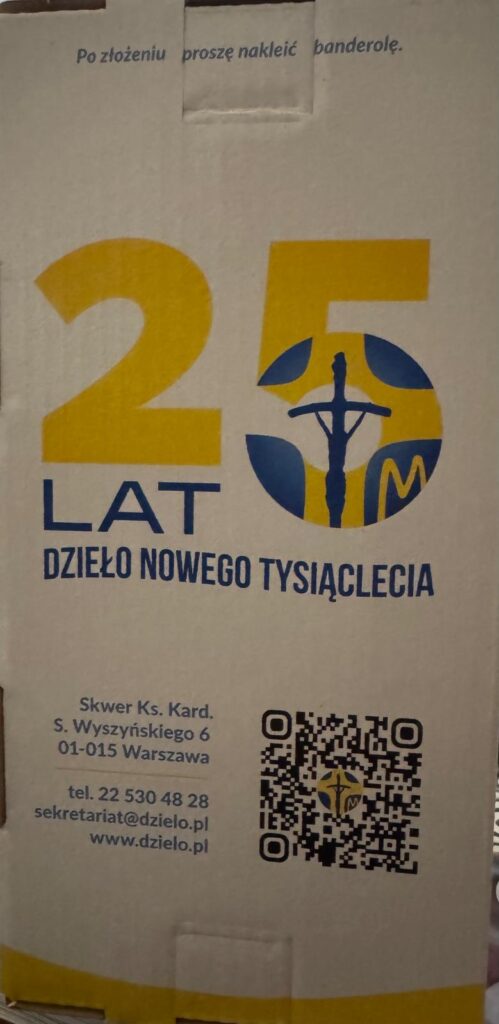 Po złożeniu proszę nakleić banderolę.
25
LAT
M
DZIEŁO NOWEGO TYSIĄCLECIA
Skwer Ks. Kard.
S. Wyszyńskiego 6
01-015 Warszawa
tel. 22 530 48 28
sekretariat@dzielo.pl
www.dzielo.pl
M